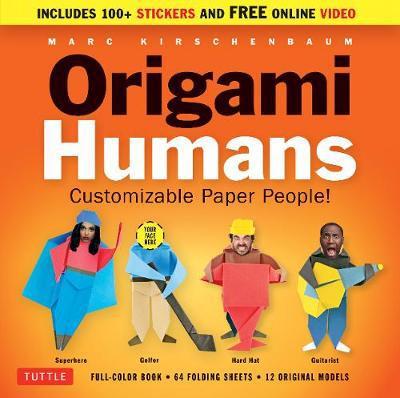 INCLUDES 100+ STICKERS AND FREE ONLINE VIDEO
MARC KIRSCHENBAUM
Origami
Humans
Customizable Paper People!
YOUR
FACE
HERE
Superhero
Golfer
Hard Hat
Guitarist
TUTTLE
FULL-COLOR BOOK • 64 FOLDING SHEETS • 12 ORIGINAL MODELS